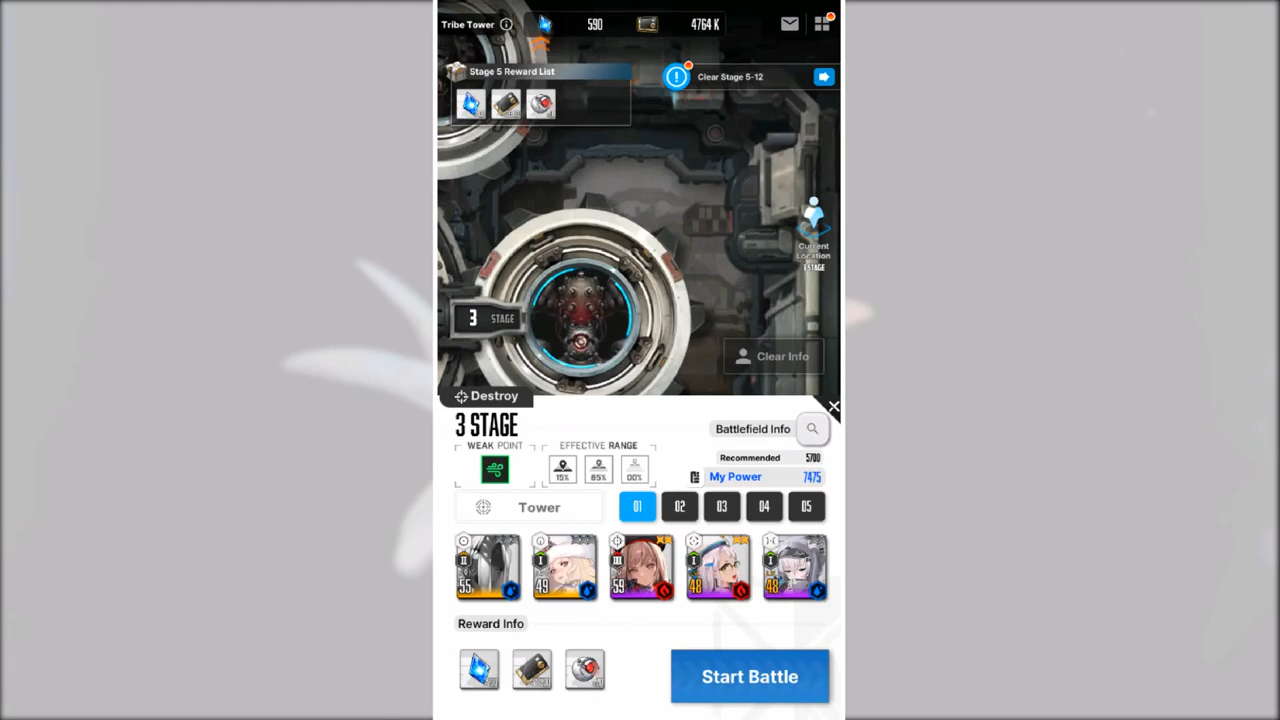 Tribe Tower
590
4764 K
Stage 5 Reward List
Clear Stage 5-12
Current
Location
3 STAGE
3 STAGE
Clear Info
Destroy
3 STAGE
Battlefield Info
WEAK POINT
EFFECTIVE RANGE
Recommended 5700
15%
85%
00%
My Power 7475
Tower
01
02
03
04
05
II
I
III
I
I
55
49
59
48
48
Reward Info
Start Battle